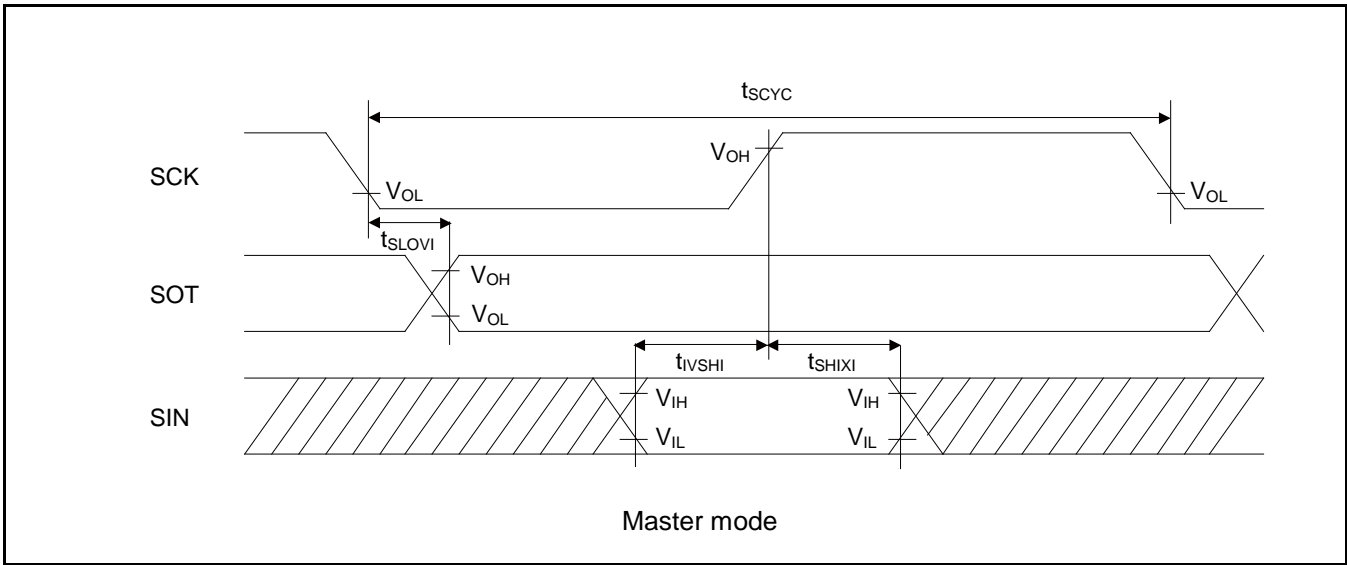 tSCYC
SCK
VOH
VOL
VOL
tSLOVI
SOT
VOH
VOL
tIVSHI
tSHIXI
SIN
VIH
VIH
VIL
VIL
Master mode